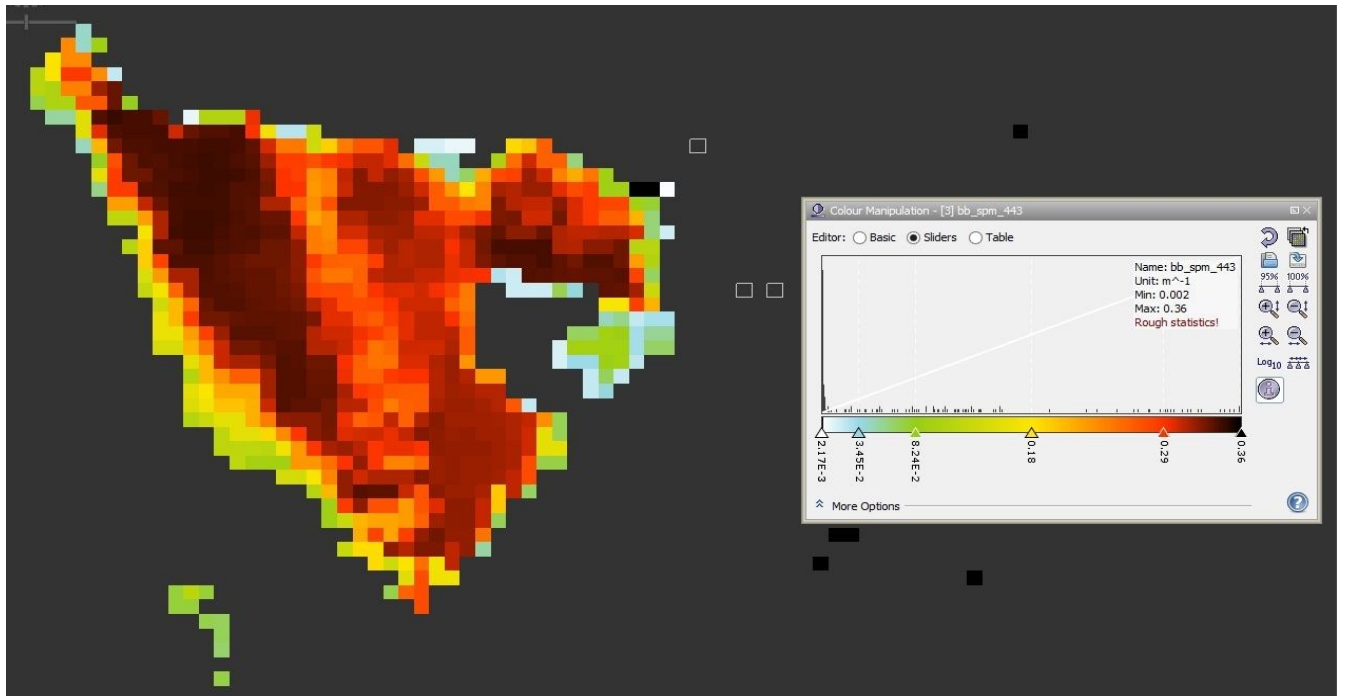 Colour Manipulation - [3] bb_spm_443
Editor: Basic Sliders Table
Name: bb_spm_443
Unit: m^-1
Min: 0.002
Max: 0.36
Rough statistics!
95% 100%
Log10
2.17E-3 3.45E-2 8.24E-2 0.18 0.29 0.36
More Options